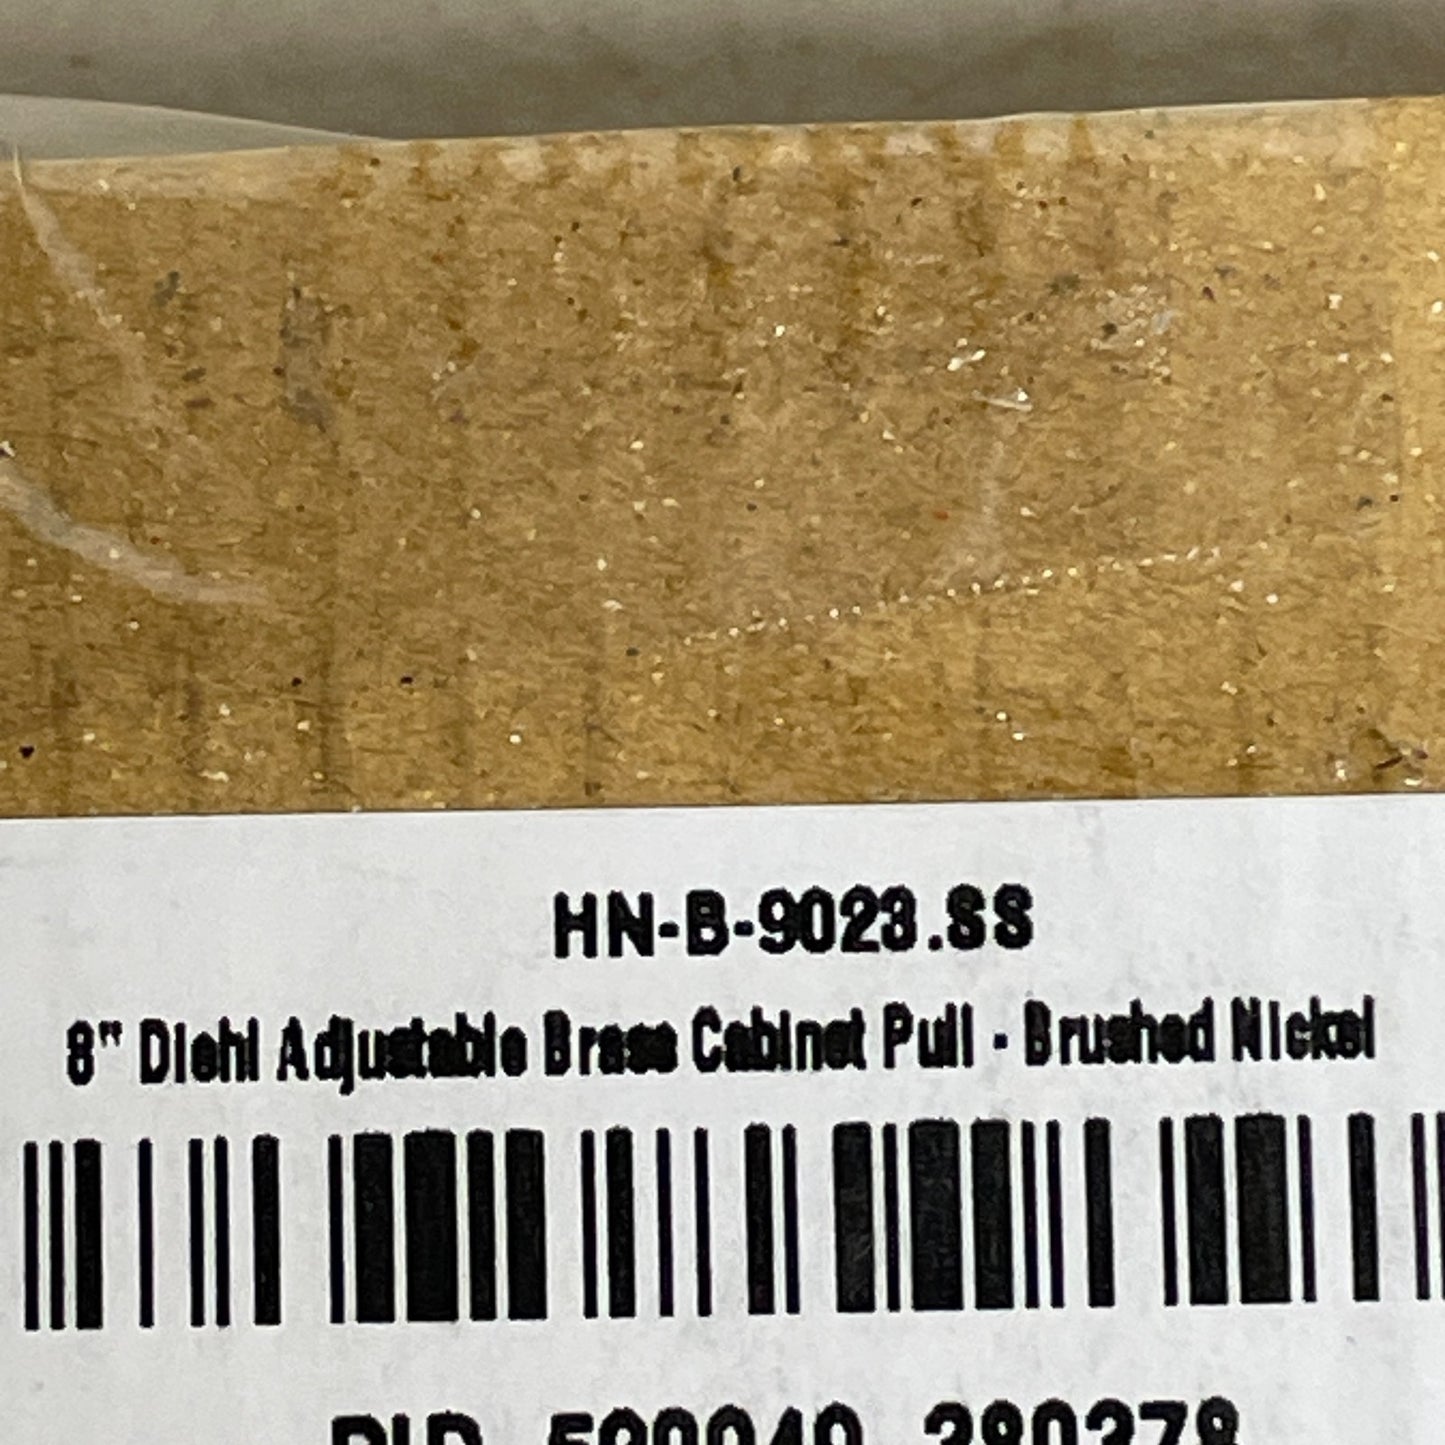 HN-B-9023.SS
8" Diehl Adjustable Brass Cabinet Pull - Brushed Nickel